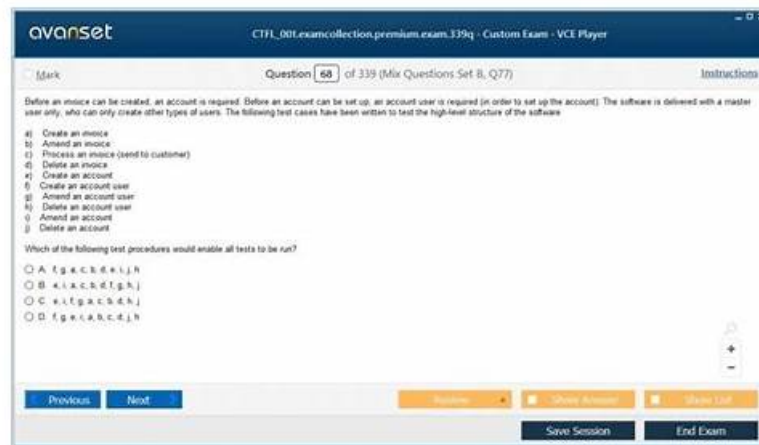 avanset
CTFL_001.examcollection.premium.exam.339q - Custom Exam - VCE Player
Mark
Question 68 of 339 (Mix Questions Set B, Q77)
Instructions
Before an invoice can be created, an account is required. Before an account can be set up, an account user is required (in order to set up the account). The software is delivered with a master
user only, who can only create other types of users. The following test cases have been written to test the high-level structure of the software
a) Create an invoice
b) Amend an invoice
c) Process an invoice (send to customer)
d) Delete an invoice
e) Create an account
f) Create an account user
g) Amend an account user
h) Delete an account user
i) Amend an account
j) Delete an account
Which of the following test procedures would enable all tests to be run?
A. f, g, a, c, b, d, e, i, j, h
B. e, i, a, c, b, d, f, g, h, j
C. e, i, f, g, a, c, b, d, h, j
D. f, g, e, i, a, b, c, d, j, h
Previous
Next
Review
Show Answer
Show List
Save Session
End Exam